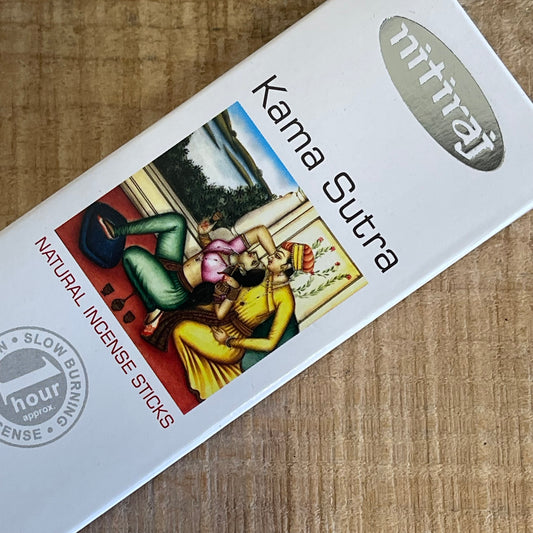 nitiraj
Kama Sutra
NATURAL INCENSE STICKS
SLOW BURNING
1
hour
approx.